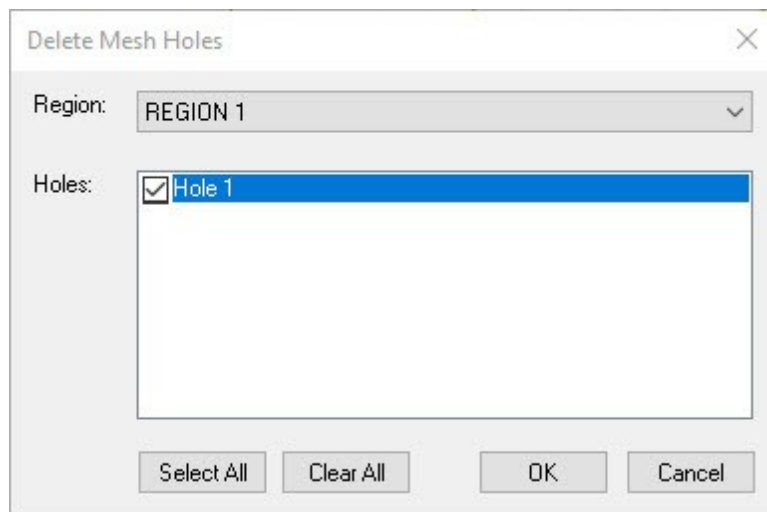 Delete Mesh Holes
Region: REGION 1
Holes: Hole 1
Select All Clear All OK Cancel